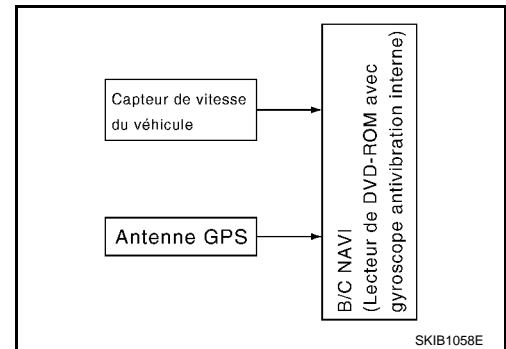 Capteur de vitesse
du véhicule
Antenne GPS
B/C NAVI
(Lecteur de DVD-ROM avec
gyroscope antivibration interne)
SKIB1058E